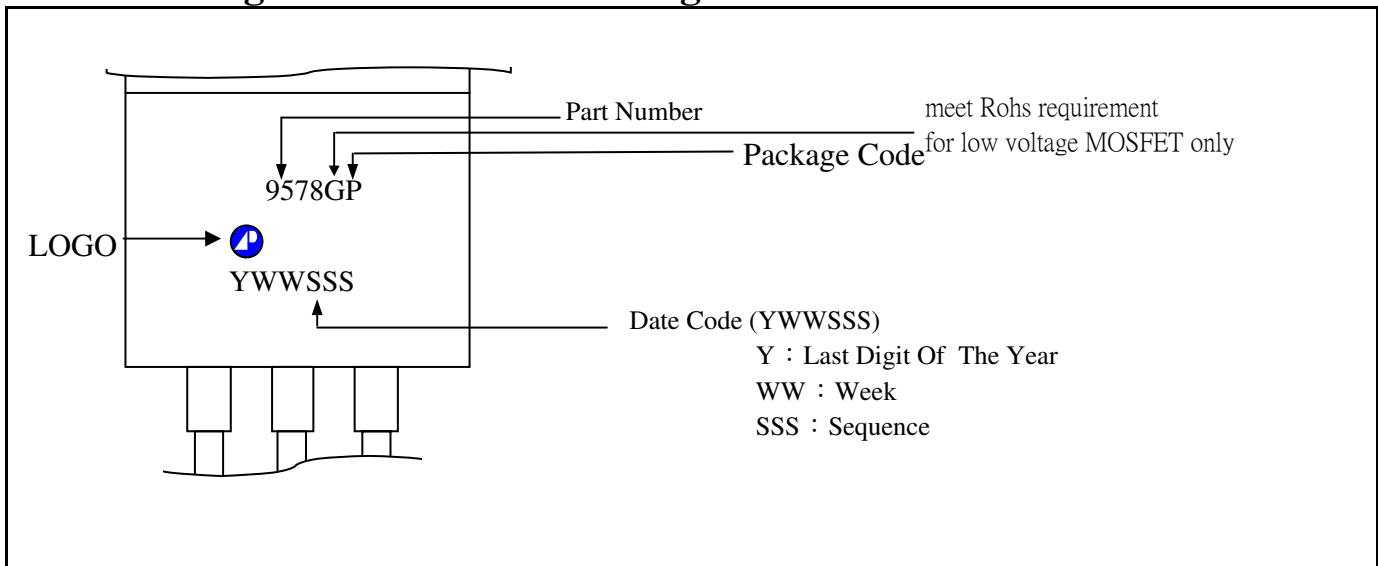 Part Number
meet Rohs requirement
for low voltage MOSFET only
Package Code
9578GP
LOGO
YWWSSS
Date Code (YWWSSS)
Y：Last Digit Of The Year
WW：Week
SSS：Sequence